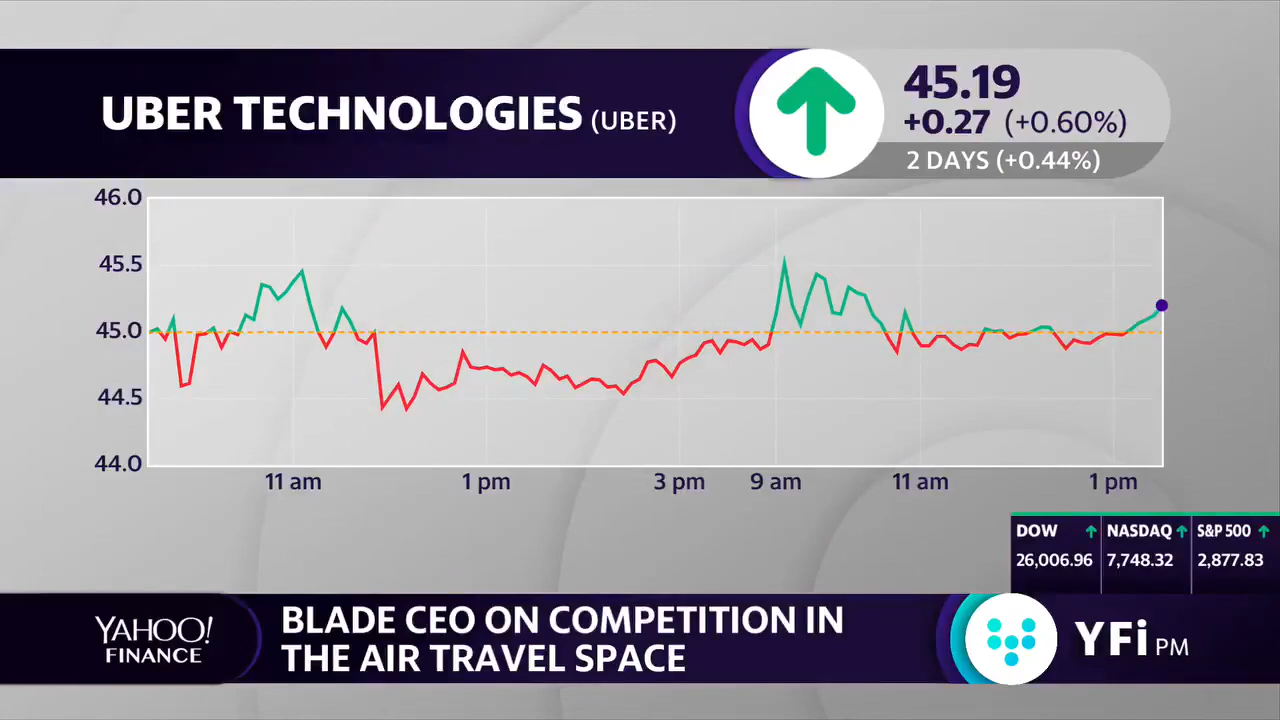 UBER TECHNOLOGIES (UBER)
45.19
+0.27 (+0.60%)
2 DAYS (+0.44%)
46.0
45.5
45.0
44.5
44.0
11 am 1 pm 3 pm 9 am 11 am 1 pm
DOW NASDAQ S&P 500
26,006.96 7,748.32 2,877.83
YAHOO!
FINANCE
BLADE CEO ON COMPETITION IN
THE AIR TRAVEL SPACE
YFi PM